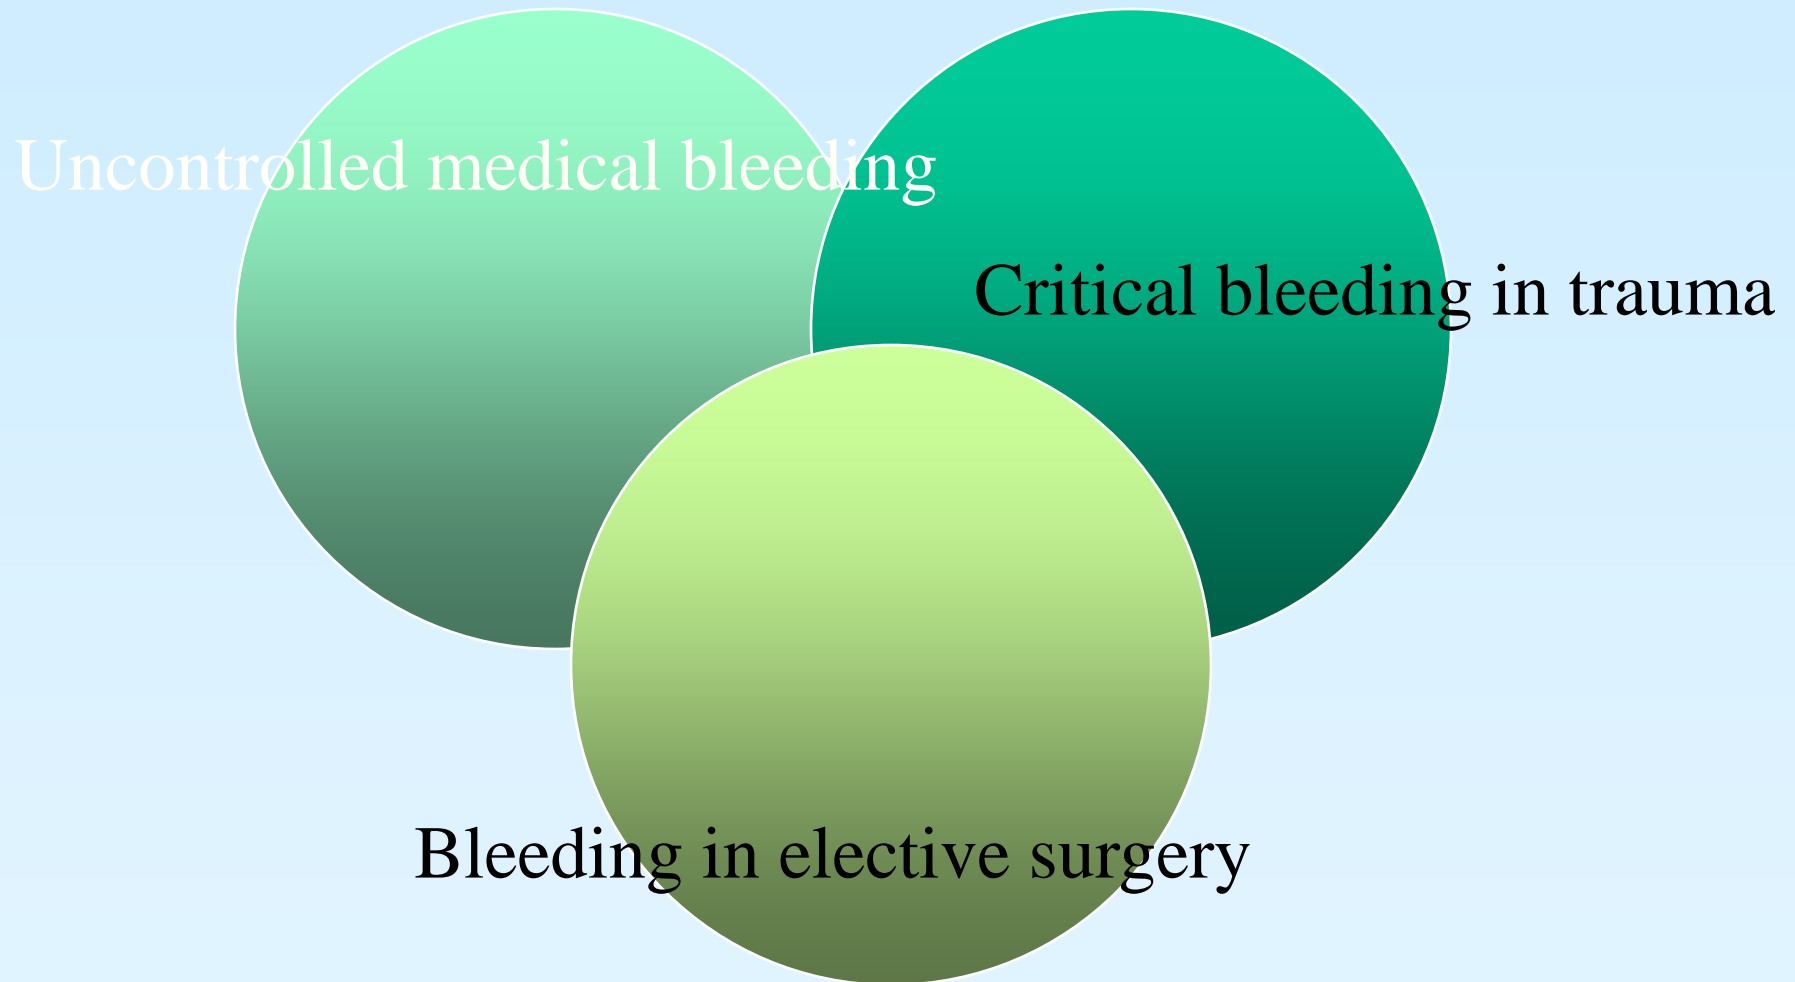 Uncontrolled medical bleeding
Critical bleeding in trauma
Bleeding in elective surgery